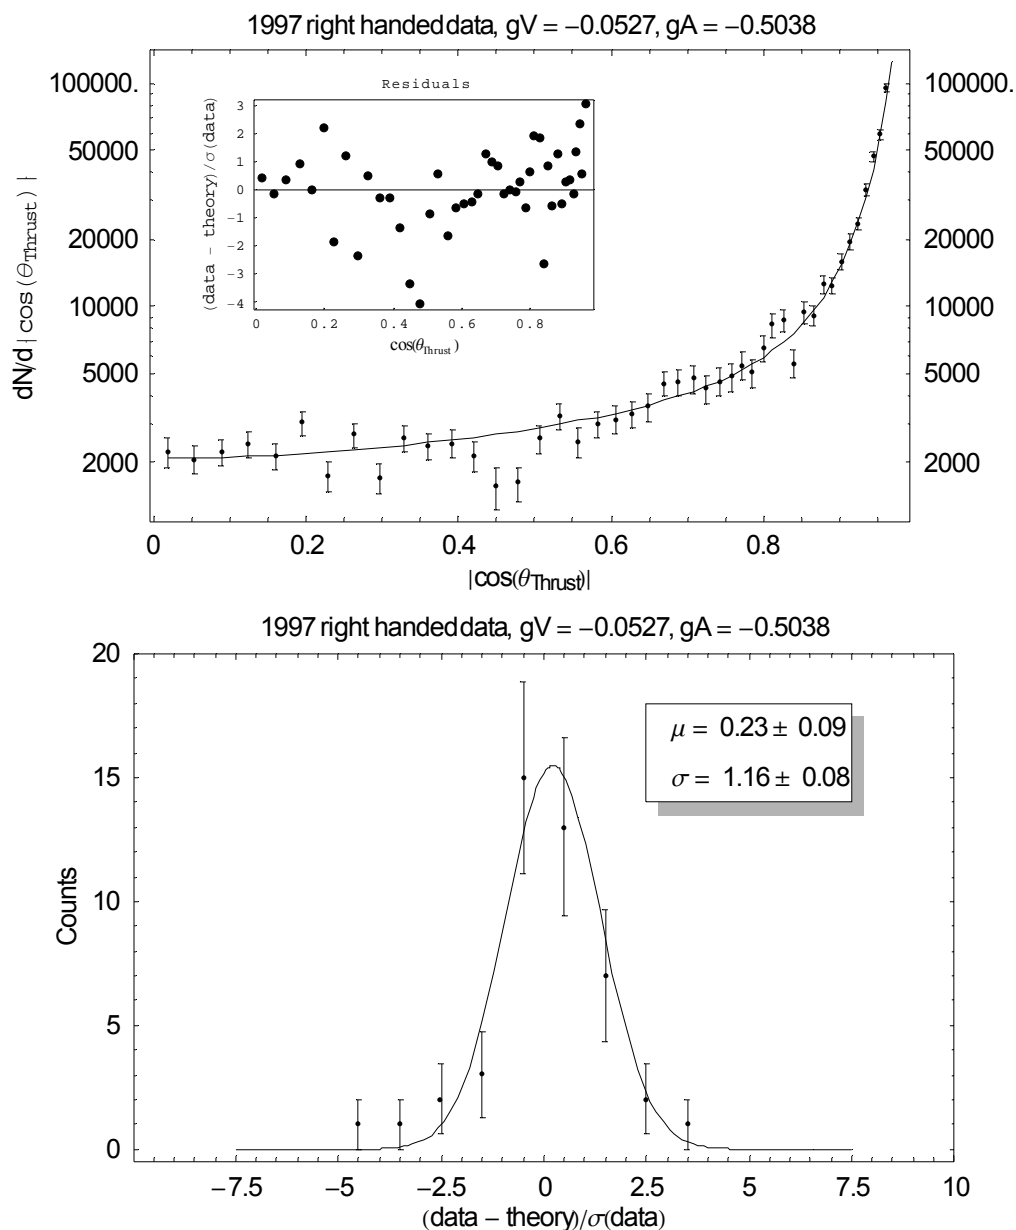 1997 right handed data, gV = −0.0527, gA = −0.5038
dN/d | cos (θThrust) |
100000.
50000
20000
10000
5000
2000
100000.
50000
20000
10000
5000
2000
Residuals
(data - theory)/σ(data)
3
2
1
0
−1
−2
−3
−4
0 0.2 0.4 0.6 0.8
cos(θThrust)
0 0.2 0.4 0.6 0.8
|cos(θThrust)|
1997 right handed data, gV = −0.0527, gA = −0.5038
Counts
20
15
10
5
0
μ = 0.23 ± 0.09
σ = 1.16 ± 0.08
−7.5 −5 −2.5 0 2.5 5 7.5 10
(data − theory)/σ(data)